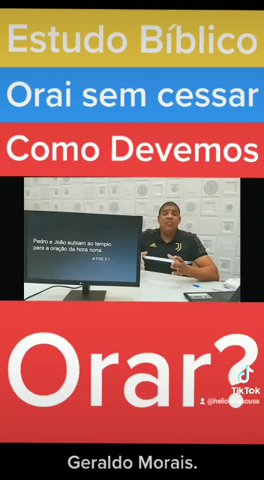 Estudo Bíblico
Orai sem cessar
Como Devemos
Pedro e João subiam ao templo
para a oração da hora nona.
ATOS 3:1
Orar?
TikTok
Geraldo Morais.